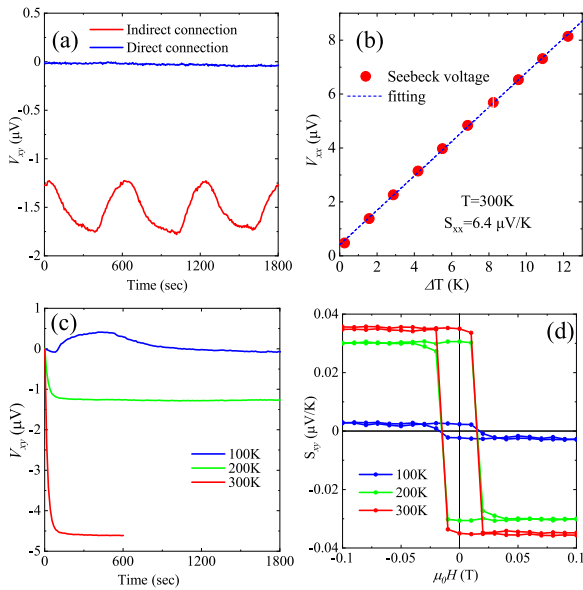 (a)
Indirect connection
Direct connection
0.5
0
-0.5
-1
-1.5
-2
V_xy (μV)
0
600
1200
1800
Time (sec)
(b)
Seebeck voltage
fitting
8
6
4
2
0
V_xx (μV)
T=300K
S_xx=6.4 μV/K
0
2
4
6
8
10
12
ΔT (K)
(c)
1
0
-1
-2
-3
-4
-5
V_xy (μV)
100K
200K
300K
0
600
1200
1800
Time (sec)
(d)
0.04
0.02
0
-0.02
-0.04
S_xy (μV/K)
100K
200K
300K
-0.1
-0.05
0.00
0.05
0.1
μ₀H (T)